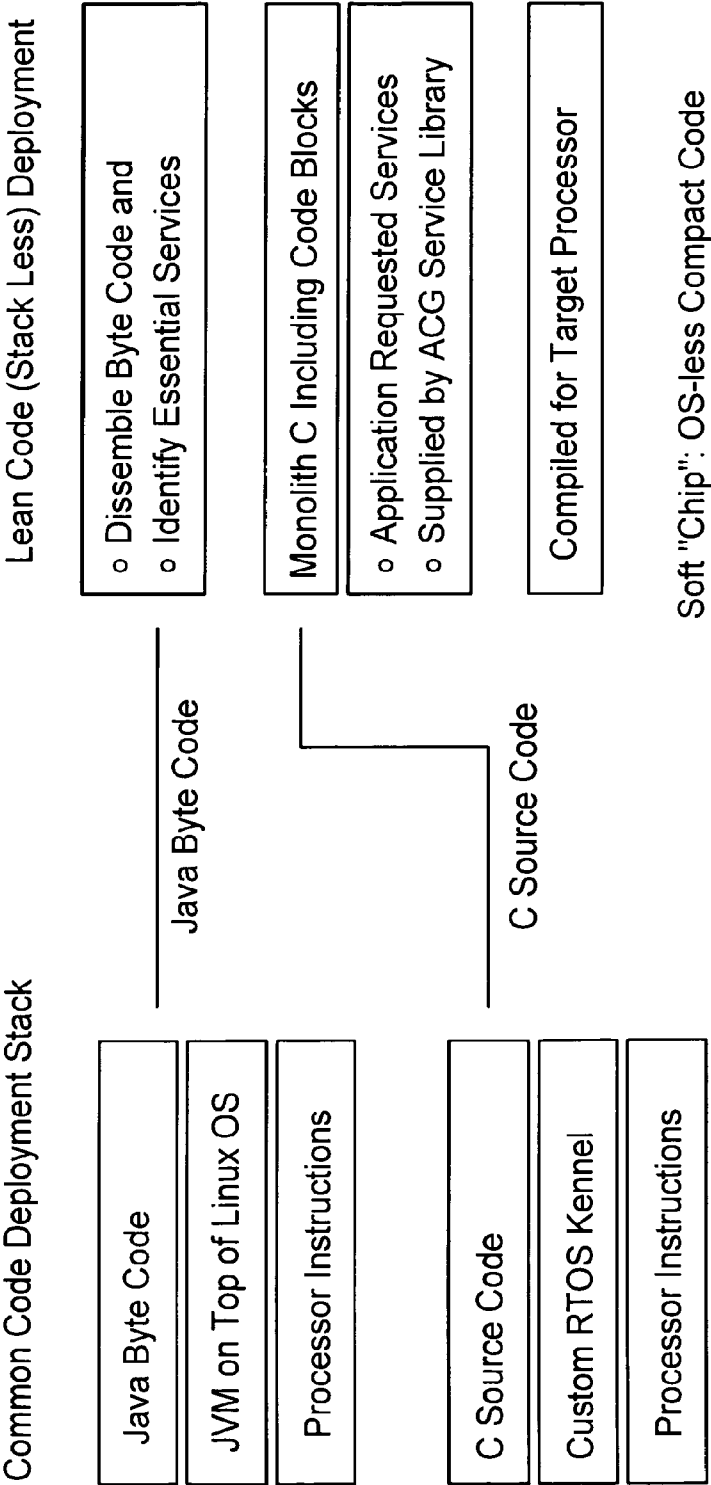 Common Code Deployment Stack
Java Byte Code
JVM on Top of Linux OS
Processor Instructions
C Source Code
Custom RTOS Kennel
Processor Instructions
Java Byte Code
C Source Code
Lean Code (Stack Less) Deployment
o Dissemble Byte Code and
o Identify Essential Services
Monolith C Including Code Blocks
o Application Requested Services
o Supplied by ACG Service Library
Compiled for Target Processor
Soft "Chip": OS-less Compact Code